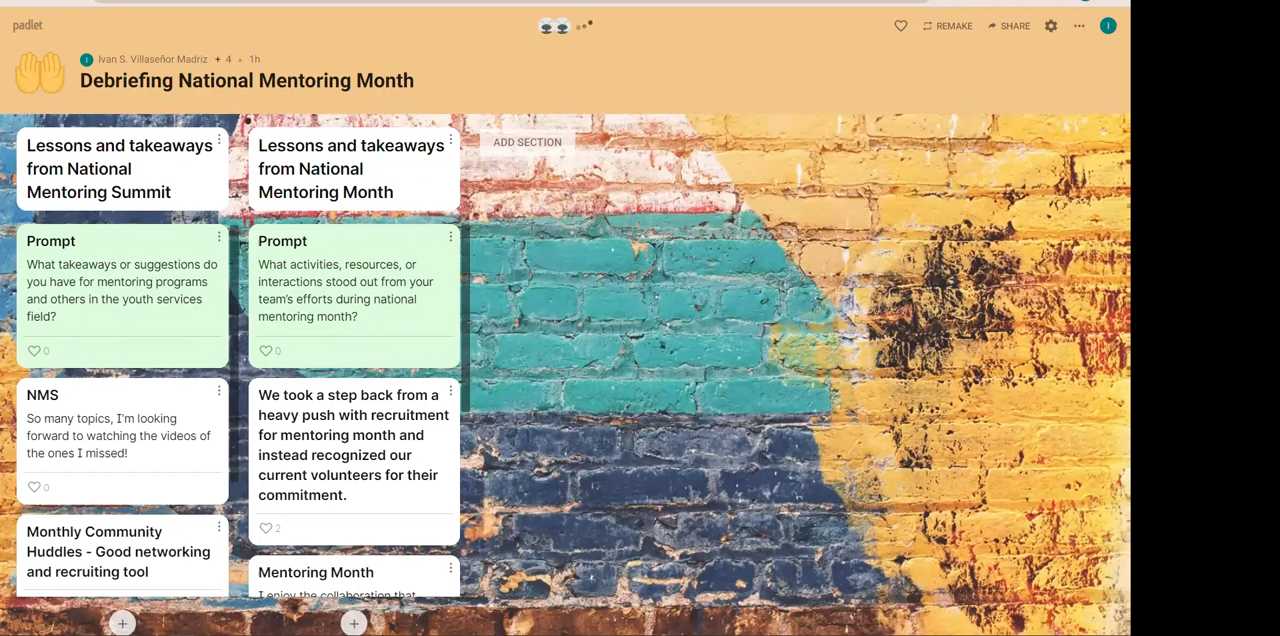 padlet
REMAKE
SHARE
I
I Ivan S. Villaseñor Madriz + 4 • 1h
Debriefing National Mentoring Month
Lessons and takeaways
from National
Mentoring Summit
Prompt
What takeaways or suggestions do
you have for mentoring programs
and others in the youth services
field?
0
NMS
So many topics, I'm looking
forward to watching the videos of
the ones I missed!
0
Monthly Community
Huddles - Good networking
and recruiting tool
+
Lessons and takeaways
from National
Mentoring Month
Prompt
What activities, resources, or
interactions stood out from your
team's efforts during national
mentoring month?
0
We took a step back from a
heavy push with recruitment
for mentoring month and
instead recognized our
current volunteers for their
commitment.
2
Mentoring Month
I enjoy the collaboration that
+
ADD SECTION